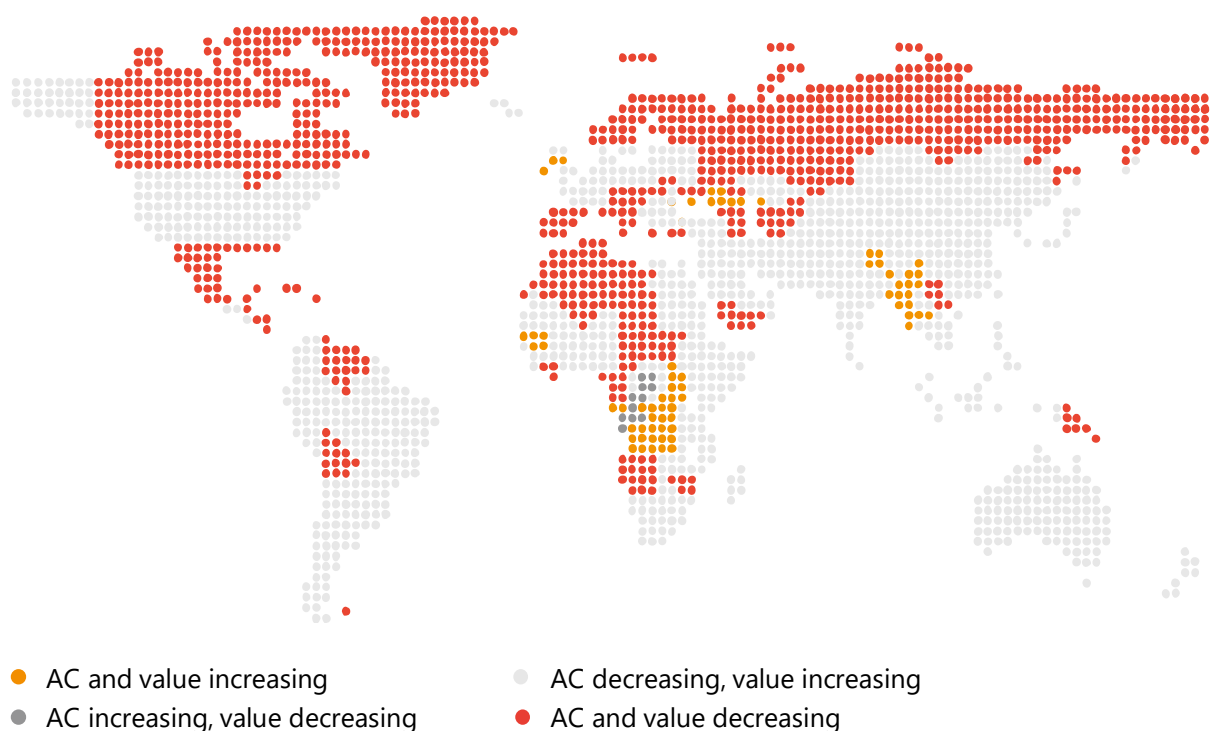 AC and value increasing
AC decreasing, value increasing
AC increasing, value decreasing
AC and value decreasing